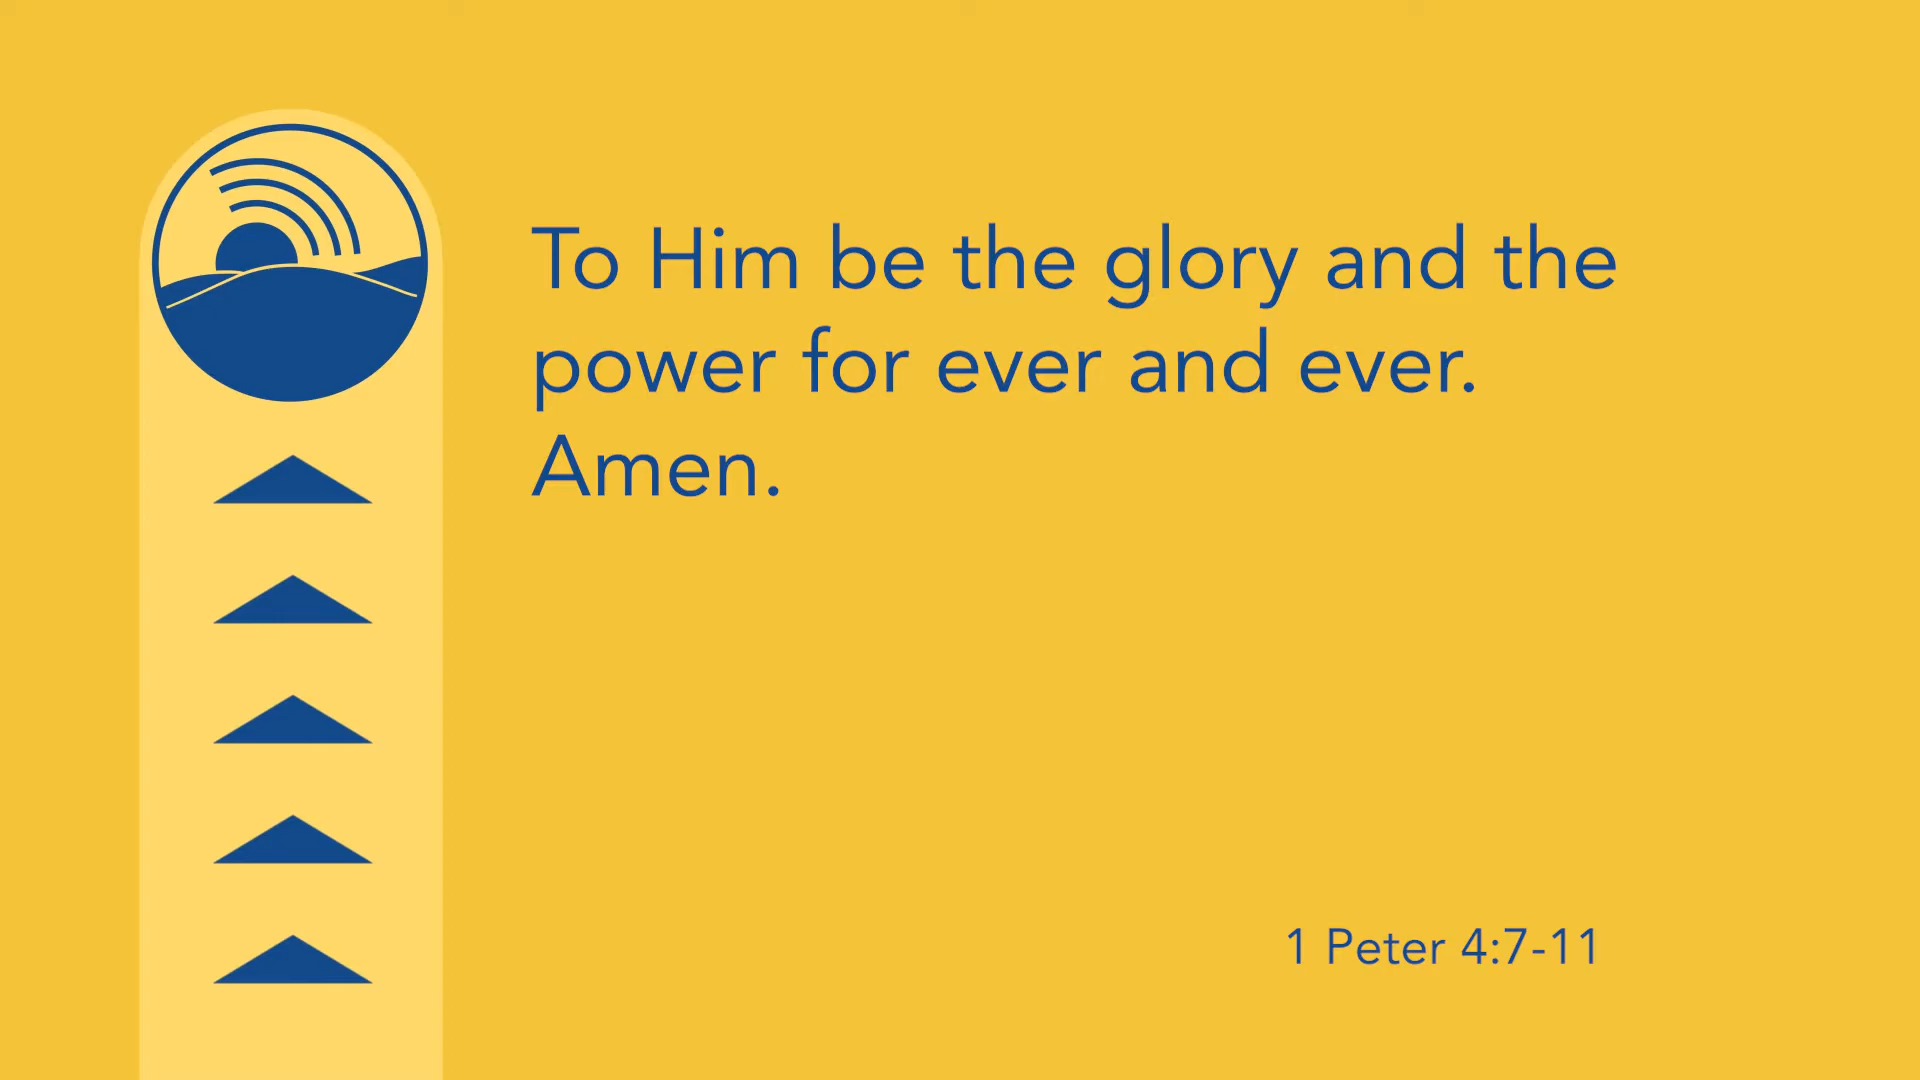 To Him be the glory and the
power for ever and ever.
Amen.
1 Peter 4:7-11